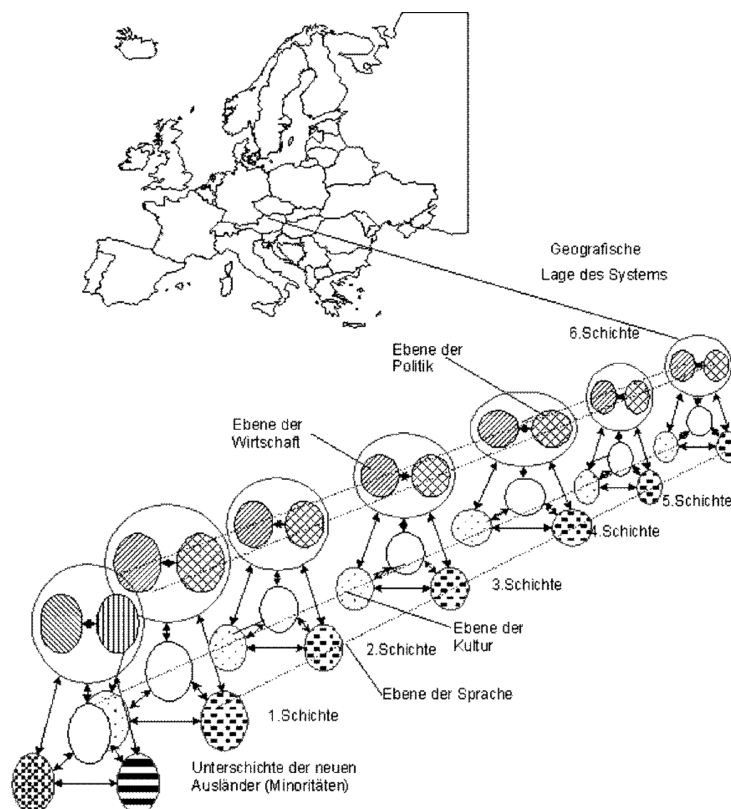 Geografische
Lage des Systems
6.Schichte
Ebene der
Politik
Ebene der
Wirtschaft
5.Schichte
4.Schichte
3.Schichte
Ebene der
Kultur
2.Schichte
Ebene der Sprache
1.Schichte
Unterschichte der neuen
Ausländer (Minoritäten)